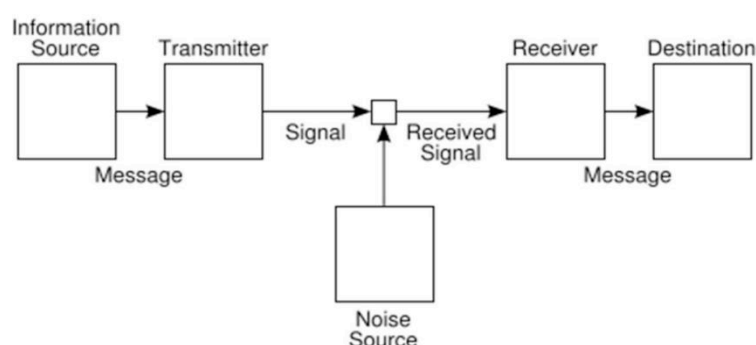 Information
Source
Transmitter
Receiver
Destination
Signal
Received
Signal
Message
Message
Noise
Source